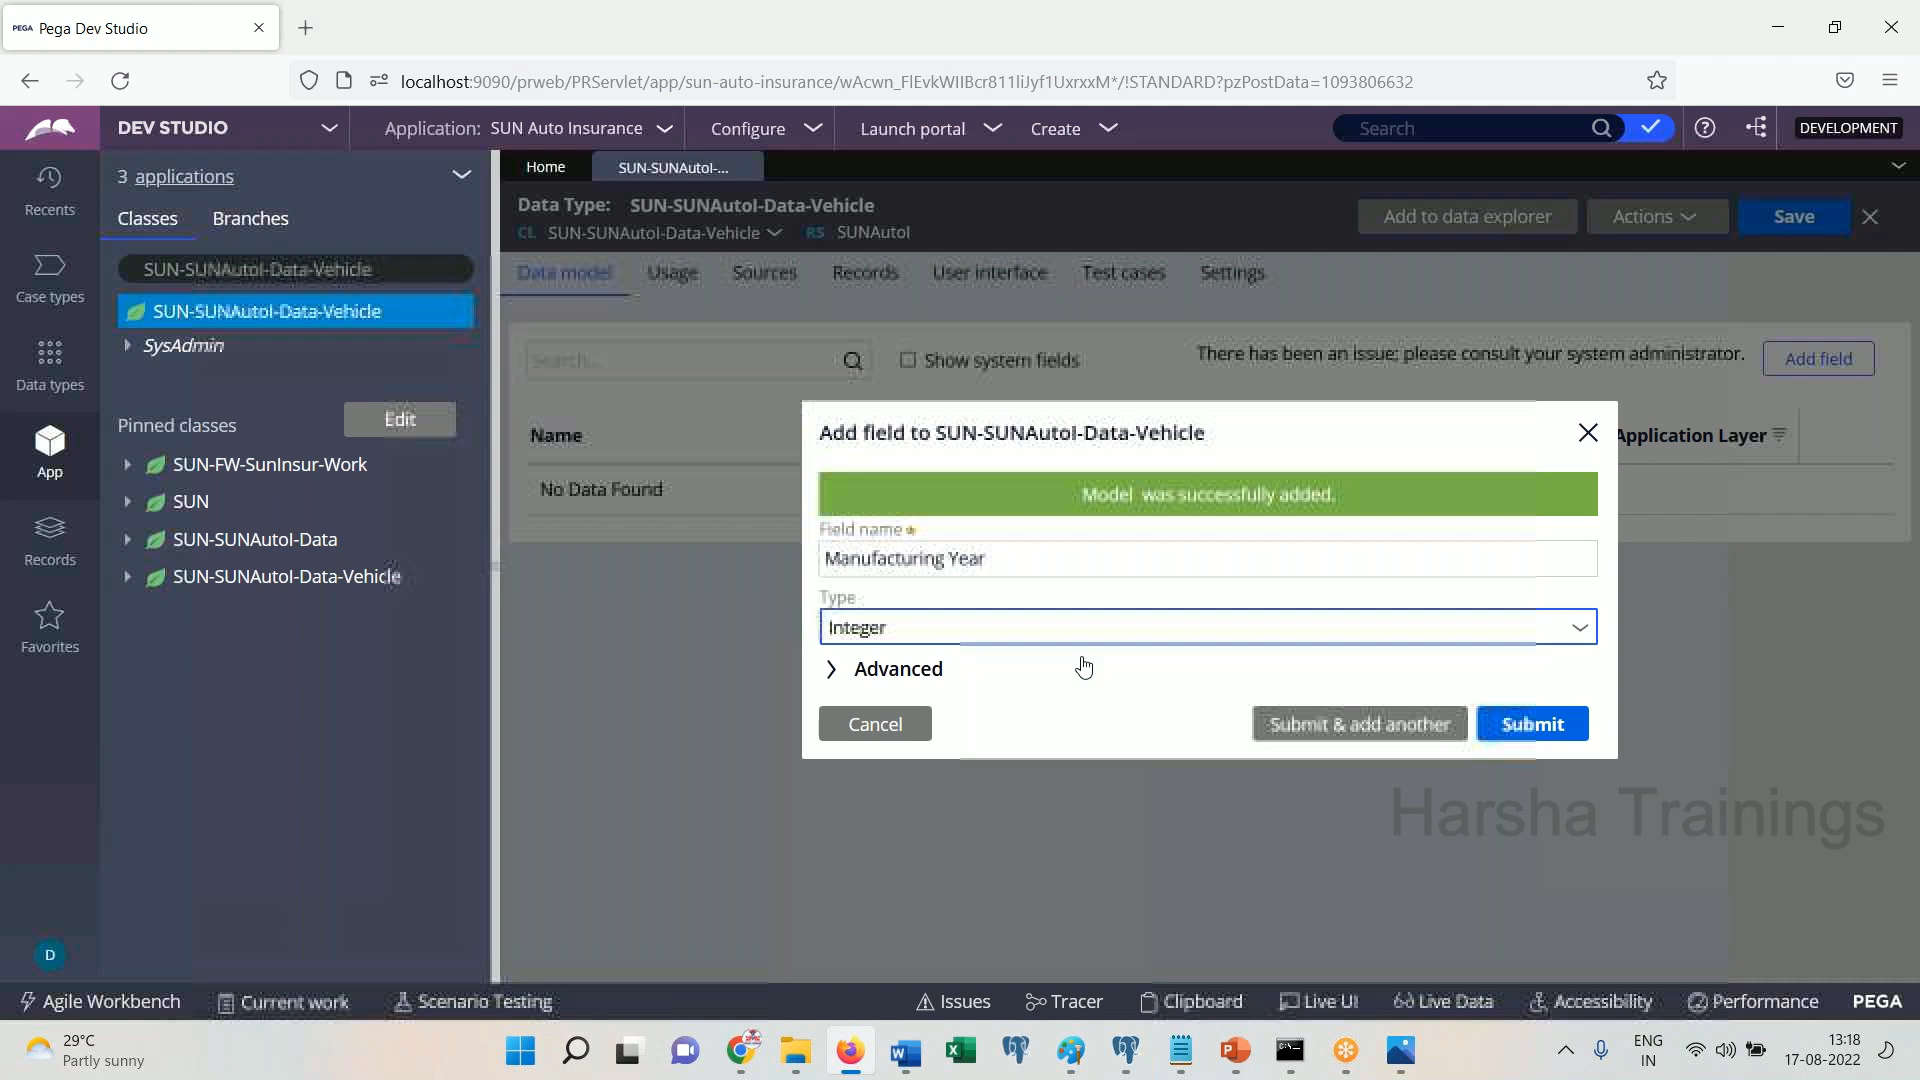 PEGA Pega Dev Studio
localhost:9090/prweb/PRServlet/app/sun-auto-insurance/wAcwn_FlEvkWIIBcr811liJyf1UxrxxM*/!STANDARD?pzPostData=1093806632
DEV STUDIO
Application: SUN Auto Insurance
Configure
Launch portal
Create
Search
DEVELOPMENT
Recents
Case types
Data types
App
Records
Favorites
D
3 applications
Classes
Branches
SUN-SUNAutoI-Data-Vehicle
SUN-SUNAutoI-Data-Vehicle
SysAdmin
Pinned classes
Edit
SUN-FW-SunInsur-Work
SUN
SUN-SUNAutoI-Data
SUN-SUNAutoI-Data-Vehicle
Home
SUN-SUNAutoI-...
Data Type: SUN-SUNAutoI-Data-Vehicle
CL SUN-SUNAutoI-Data-Vehicle RS SUNAutoI
Add to data explorer
Actions
Save
Data model
Usage
Sources
Records
User interface
Test cases
Settings
Search...
Show system fields
There has been an issue; please consult your system administrator.
Add field
Name
Application Layer
No Data Found
Add field to SUN-SUNAutoI-Data-Vehicle
Model was successfully added.
Field name
Manufacturing Year
Type
Integer
Advanced
Cancel
Submit & add another
Submit
Harsha Trainings
Agile Workbench
Current work
Scenario Testing
Issues
Tracer
Clipboard
Live UI
Live Data
Accessibility
Performance
PEGA
29°C
Partly sunny
ENG
IN
13:18
17-08-2022